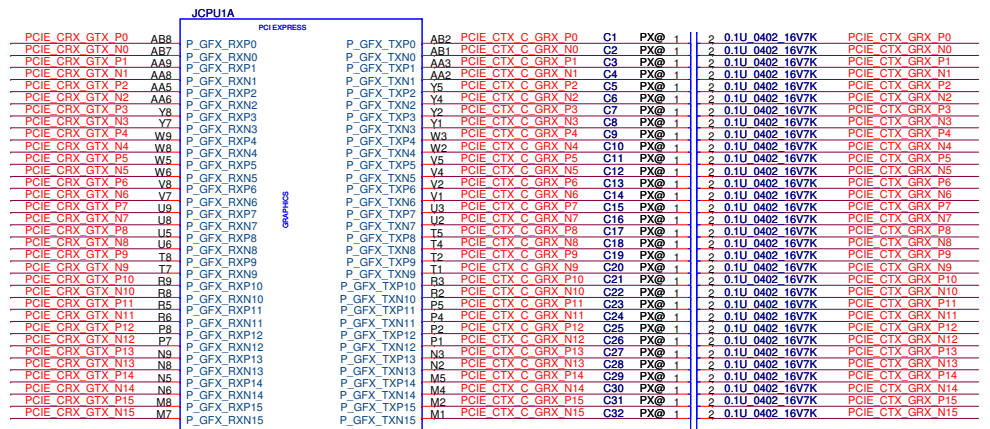 JCPU1A
PCI EXPRESS
PCIE_CRX_GTX_P0 AB8 P_GFX_RXP0 P_GFX_TXP0 AB2 PCIE_CTX_C_GRX_P0 C1 PX@ 1 2 0.1U_0402_16V7K PCIE_CTX_GRX_P0
PCIE_CRX_GTX_N0 AB7 P_GFX_RXN0 P_GFX_TXN0 AB1 PCIE_CTX_C_GRX_N0 C2 PX@ 1 2 0.1U_0402_16V7K PCIE_CTX_GRX_N0
PCIE_CRX_GTX_P1 AA9 P_GFX_RXP1 P_GFX_TXP1 AA3 PCIE_CTX_C_GRX_P1 C3 PX@ 1 2 0.1U_0402_16V7K PCIE_CTX_GRX_P1
PCIE_CRX_GTX_N1 AA8 P_GFX_RXN1 P_GFX_TXN1 AA2 PCIE_CTX_C_GRX_N1 C4 PX@ 1 2 0.1U_0402_16V7K PCIE_CTX_GRX_N1
PCIE_CRX_GTX_P2 AA5 P_GFX_RXP2 P_GFX_TXP2 Y5 PCIE_CTX_C_GRX_P2 C5 PX@ 1 2 0.1U_0402_16V7K PCIE_CTX_GRX_P2
PCIE_CRX_GTX_N2 AA6 P_GFX_RXN2 P_GFX_TXN2 Y4 PCIE_CTX_C_GRX_N2 C6 PX@ 1 2 0.1U_0402_16V7K PCIE_CTX_GRX_N2
PCIE_CRX_GTX_P3 Y8 P_GFX_RXP3 P_GFX_TXP3 Y2 PCIE_CTX_C_GRX_P3 C7 PX@ 1 2 0.1U_0402_16V7K PCIE_CTX_GRX_P3
PCIE_CRX_GTX_N3 Y7 P_GFX_RXN3 P_GFX_TXN3 Y1 PCIE_CTX_C_GRX_N3 C8 PX@ 1 2 0.1U_0402_16V7K PCIE_CTX_GRX_N3
PCIE_CRX_GTX_P4 W9 P_GFX_RXP4 P_GFX_TXP4 W3 PCIE_CTX_C_GRX_P4 C9 PX@ 1 2 0.1U_0402_16V7K PCIE_CTX_GRX_P4
PCIE_CRX_GTX_N4 W8 P_GFX_RXN4 P_GFX_TXN4 W2 PCIE_CTX_C_GRX_N4 C10 PX@ 1 2 0.1U_0402_16V7K PCIE_CTX_GRX_N4
PCIE_CRX_GTX_P5 W5 P_GFX_RXP5 P_GFX_TXP5 V5 PCIE_CTX_C_GRX_P5 C11 PX@ 1 2 0.1U_0402_16V7K PCIE_CTX_GRX_P5
PCIE_CRX_GTX_N5 W6 P_GFX_RXN5 P_GFX_TXN5 V4 PCIE_CTX_C_GRX_N5 C12 PX@ 1 2 0.1U_0402_16V7K PCIE_CTX_GRX_N5
PCIE_CRX_GTX_P6 V8 P_GFX_RXP6 P_GFX_TXP6 V2 PCIE_CTX_C_GRX_P6 C13 PX@ 1 2 0.1U_0402_16V7K PCIE_CTX_GRX_P6
PCIE_CRX_GTX_N6 V7 P_GFX_RXN6 P_GFX_TXN6 V1 PCIE_CTX_C_GRX_N6 C14 PX@ 1 2 0.1U_0402_16V7K PCIE_CTX_GRX_N6
PCIE_CRX_GTX_P7 U9 P_GFX_RXP7 P_GFX_TXP7 U3 PCIE_CTX_C_GRX_P7 C15 PX@ 1 2 0.1U_0402_16V7K PCIE_CTX_GRX_P7
GRAPHICS
PCIE_CRX_GTX_N7 U8 P_GFX_RXN7 P_GFX_TXN7 U2 PCIE_CTX_C_GRX_N7 C16 PX@ 1 2 0.1U_0402_16V7K PCIE_CTX_GRX_N7
PCIE_CRX_GTX_P8 U5 P_GFX_RXP8 P_GFX_TXP8 T5 PCIE_CTX_C_GRX_P8 C17 PX@ 1 2 0.1U_0402_16V7K PCIE_CTX_GRX_P8
PCIE_CRX_GTX_N8 U6 P_GFX_RXN8 P_GFX_TXN8 T4 PCIE_CTX_C_GRX_N8 C18 PX@ 1 2 0.1U_0402_16V7K PCIE_CTX_GRX_N8
PCIE_CRX_GTX_P9 T8 P_GFX_RXP9 P_GFX_TXP9 T2 PCIE_CTX_C_GRX_P9 C19 PX@ 1 2 0.1U_0402_16V7K PCIE_CTX_GRX_P9
PCIE_CRX_GTX_N9 T7 P_GFX_RXN9 P_GFX_TXN9 T1 PCIE_CTX_C_GRX_N9 C20 PX@ 1 2 0.1U_0402_16V7K PCIE_CTX_GRX_N9
PCIE_CRX_GTX_P10 R9 P_GFX_RXP10 P_GFX_TXP10 R3 PCIE_CTX_C_GRX_P10 C21 PX@ 1 2 0.1U_0402_16V7K PCIE_CTX_GRX_P10
PCIE_CRX_GTX_N10 R8 P_GFX_RXN10 P_GFX_TXN10 R2 PCIE_CTX_C_GRX_N10 C22 PX@ 1 2 0.1U_0402_16V7K PCIE_CTX_GRX_N10
PCIE_CRX_GTX_P11 R5 P_GFX_RXP11 P_GFX_TXP11 P5 PCIE_CTX_C_GRX_P11 C23 PX@ 1 2 0.1U_0402_16V7K PCIE_CTX_GRX_P11
PCIE_CRX_GTX_N11 R6 P_GFX_RXN11 P_GFX_TXN11 P4 PCIE_CTX_C_GRX_N11 C24 PX@ 1 2 0.1U_0402_16V7K PCIE_CTX_GRX_N11
PCIE_CRX_GTX_P12 P8 P_GFX_RXP12 P_GFX_TXP12 P2 PCIE_CTX_C_GRX_P12 C25 PX@ 1 2 0.1U_0402_16V7K PCIE_CTX_GRX_P12
PCIE_CRX_GTX_N12 P7 P_GFX_RXN12 P_GFX_TXN12 P1 PCIE_CTX_C_GRX_N12 C26 PX@ 1 2 0.1U_0402_16V7K PCIE_CTX_GRX_N12
PCIE_CRX_GTX_P13 N9 P_GFX_RXP13 P_GFX_TXP13 N3 PCIE_CTX_C_GRX_P13 C27 PX@ 1 2 0.1U_0402_16V7K PCIE_CTX_GRX_P13
PCIE_CRX_GTX_N13 N8 P_GFX_RXN13 P_GFX_TXN13 N2 PCIE_CTX_C_GRX_N13 C28 PX@ 1 2 0.1U_0402_16V7K PCIE_CTX_GRX_N13
PCIE_CRX_GTX_P14 N5 P_GFX_RXP14 P_GFX_TXP14 M5 PCIE_CTX_C_GRX_P14 C29 PX@ 1 2 0.1U_0402_16V7K PCIE_CTX_GRX_P14
PCIE_CRX_GTX_N14 N6 P_GFX_RXN14 P_GFX_TXN14 M4 PCIE_CTX_C_GRX_N14 C30 PX@ 1 2 0.1U_0402_16V7K PCIE_CTX_GRX_N14
PCIE_CRX_GTX_P15 M8 P_GFX_RXP15 P_GFX_TXP15 M2 PCIE_CTX_C_GRX_P15 C31 PX@ 1 2 0.1U_0402_16V7K PCIE_CTX_GRX_P15
PCIE_CRX_GTX_N15 M7 P_GFX_RXN15 P_GFX_TXN15 M1 PCIE_CTX_C_GRX_N15 C32 PX@ 1 2 0.1U_0402_16V7K PCIE_CTX_GRX_N15